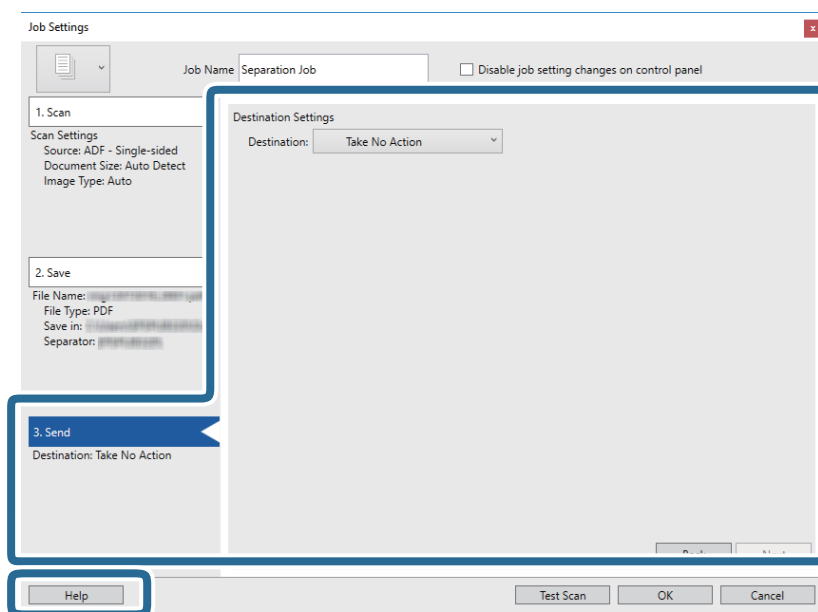 Job Settings
x
Job Name Separation Job
Disable job setting changes on control panel
1. Scan
Scan Settings
Source: ADF - Single-sided
Document Size: Auto Detect
Image Type: Auto
2. Save
File Name:
File Type: PDF
Save in:
Separator:
3. Send
Destination: Take No Action
Destination Settings
Destination: Take No Action
Help
Test Scan
OK
Cancel